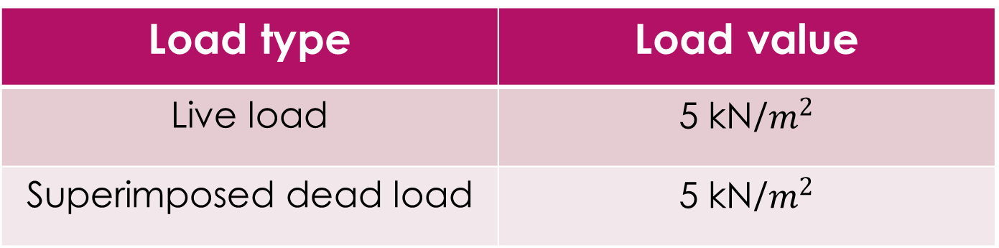 Load type Load value
Live load 5 kN/m²
Superimposed dead load 5 kN/m²